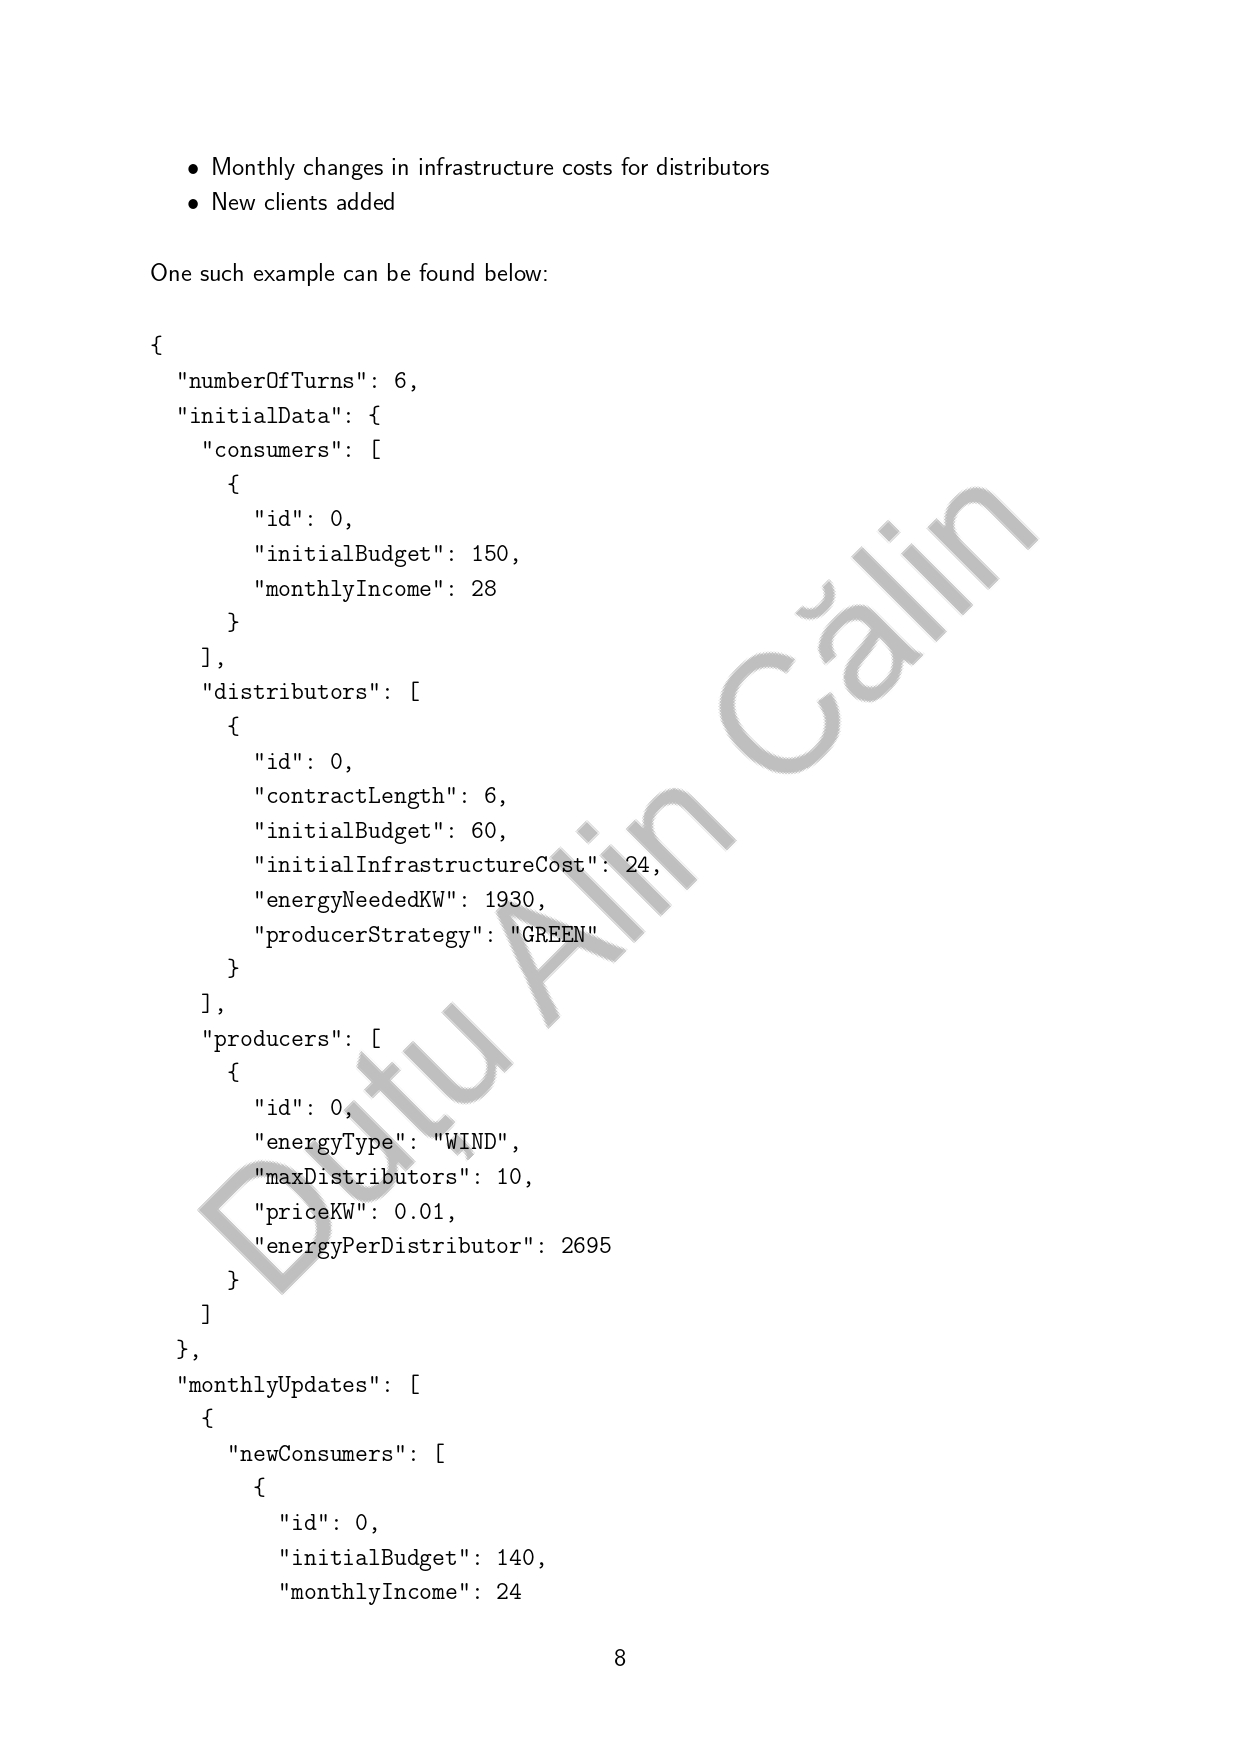 • Monthly changes in infrastructure costs for distributors
• New clients added
One such example can be found below:
{
  "numberOfTurns": 6,
  "initialData": {
    "consumers": [
      {
        "id": 0,
        "initialBudget": 150,
        "monthlyIncome": 28
      }
    ],
    "distributors": [
      {
        "id": 0,
        "contractLength": 6,
        "initialBudget": 60,
        "initialInfrastructureCost": 24,
        "energyNeededKW": 1930,
        "producerStrategy": "GREEN"
      }
    ],
    "producers": [
      {
        "id": 0,
        "energyType": "WIND",
        "maxDistributors": 10,
        "priceKW": 0.01,
        "energyPerDistributor": 2695
      }
    ]
  },
  "monthlyUpdates": [
    {
      "newConsumers": [
        {
          "id": 0,
          "initialBudget": 140,
          "monthlyIncome": 24
8
Duțu Alin Călin